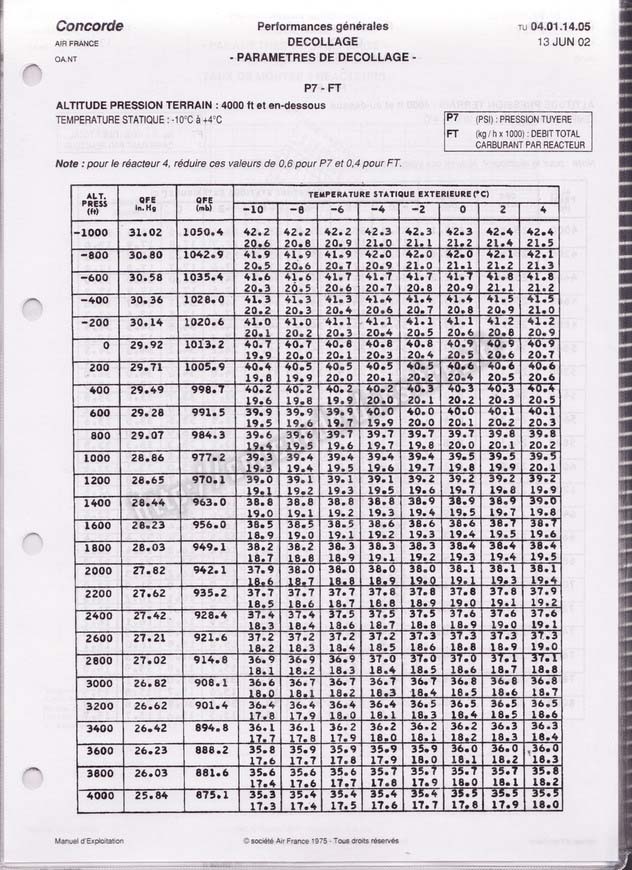 Concorde Performances générales TU 04.01.14.05
AIR FRANCE DECOLLAGE 13 JUN 02
OA.NT - PARAMETRES DE DECOLLAGE -
P7 - FT
ALTITUDE PRESSION TERRAIN : 4000 ft et en-dessous
TEMPERATURE STATIQUE : -10°C à +4°C
P7 (PSI) : PRESSION TUYERE
FT (kg / h x 1000) : DEBIT TOTAL
CARBURANT PAR REACTEUR
Note : pour le réacteur 4, réduire ces valeurs de 0,6 pour P7 et 0,4 pour FT.
ALT. PRESS (ft) QFE In. Hg QFE (mb) TEMPERATURE STATIQUE EXTERIEURE (°C)
-10 -8 -6 -4 -2 0 2 4
-1000 31.02 1050.4 42.2 42.2 42.2 42.3 42.3 42.3 42.4 42.4
20.6 20.8 20.9 21.0 21.1 21.2 21.4 21.5
-800 30.80 1042.9 41.9 41.9 41.9 42.0 42.0 42.0 42.1 42.1
20.5 20.6 20.7 20.9 21.0 21.1 21.2 21.3
-600 30.58 1035.4 41.6 41.6 41.7 41.7 41.7 41.7 41.8 41.8
20.3 20.5 20.6 20.7 20.8 20.9 21.1 21.2
-400 30.36 1028.0 41.3 41.3 41.3 41.4 41.4 41.4 41.5 41.5
20.2 20.3 20.4 20.6 20.7 20.8 20.9 21.0
-200 30.14 1020.6 41.0 41.0 41.1 41.1 41.1 41.1 41.2 41.2
20.1 20.2 20.3 20.4 20.5 20.6 20.8 20.9
0 29.92 1013.2 40.7 40.7 40.8 40.8 40.8 40.9 40.9 40.9
19.9 20.0 20.1 20.3 20.4 20.5 20.6 20.7
200 29.71 1005.9 40.4 40.5 40.5 40.5 40.5 40.6 40.6 40.6
19.8 19.9 20.0 20.1 20.2 20.4 20.5 20.6
400 29.49 998.7 40.2 40.2 40.2 40.2 40.3 40.3 40.3 40.4
19.6 19.8 19.9 20.0 20.1 20.2 20.3 20.5
600 29.28 991.5 39.9 39.9 39.9 40.0 40.0 40.0 40.1 40.1
19.5 19.6 19.8 19.9 20.0 20.1 20.2 20.3
800 29.07 984.3 39.6 39.6 39.7 39.7 39.7 39.7 39.8 39.8
19.4 19.5 19.6 19.7 19.8 20.0 20.1 20.2
1000 28.86 977.2 39.3 39.4 39.4 39.4 39.4 39.5 39.5 39.5
19.3 19.4 19.5 19.6 19.7 19.8 19.9 20.1
1200 28.65 970.1 39.0 39.1 39.1 39.1 39.2 39.2 39.2 39.2
19.1 19.2 19.3 19.5 19.6 19.7 19.8 19.9
1400 28.44 963.0 38.8 38.8 38.8 38.8 38.9 38.9 38.9 39.0
19.0 19.1 19.2 19.3 19.4 19.5 19.7 19.8
1600 28.23 956.0 38.5 38.5 38.5 38.6 38.6 38.6 38.7 38.7
18.9 19.0 19.1 19.2 19.3 19.4 19.5 19.6
1800 28.03 949.1 38.2 38.2 38.3 38.3 38.3 38.4 38.4 38.4
18.7 18.8 18.9 19.1 19.2 19.3 19.4 19.5
2000 27.82 942.1 37.9 38.0 38.0 38.0 38.0 38.1 38.1 38.1
18.6 18.7 18.8 18.9 19.0 19.1 19.3 19.4
2200 27.62 935.2 37.7 37.7 37.7 37.8 37.8 37.8 37.8 37.9
18.5 18.6 18.7 18.8 18.9 19.0 19.1 19.2
2400 27.42 928.4 37.4 37.4 37.5 37.5 37.5 37.6 37.6 37.6
18.3 18.4 18.6 18.7 18.8 18.9 19.0 19.1
2600 27.21 921.6 37.2 37.2 37.2 37.2 37.3 37.3 37.3 37.3
18.2 18.3 18.4 18.5 18.6 18.8 18.9 19.0
2800 27.02 914.8 36.9 36.9 36.9 37.0 37.0 37.0 37.1 37.1
18.1 18.2 18.3 18.4 18.5 18.6 18.7 18.8
3000 26.82 908.1 36.6 36.7 36.7 36.7 36.7 36.8 36.8 36.8
18.0 18.1 18.2 18.3 18.4 18.5 18.6 18.7
3200 26.62 901.4 36.4 36.4 36.4 36.4 36.5 36.5 36.5 36.5
17.8 17.9 18.0 18.1 18.3 18.4 18.5 18.6
3400 26.42 894.8 36.1 36.1 36.2 36.2 36.2 36.2 36.3 36.3
17.7 17.8 17.9 18.0 18.1 18.2 18.3 18.4
3600 26.23 888.2 35.8 35.9 35.9 35.9 35.9 36.0 36.0 36.0
17.6 17.7 17.8 17.9 18.0 18.1 18.2 18.3
3800 26.03 881.6 35.6 35.6 35.6 35.7 35.7 35.7 35.7 35.8
17.4 17.6 17.7 17.8 17.9 18.0 18.1 18.2
4000 25.84 875.1 35.3 35.4 35.4 35.4 35.4 35.5 35.5 35.5
17.3 17.4 17.5 17.6 17.7 17.8 17.9 18.0
Manuel d'Exploitation © société Air France 1975 - Tous droits réservés